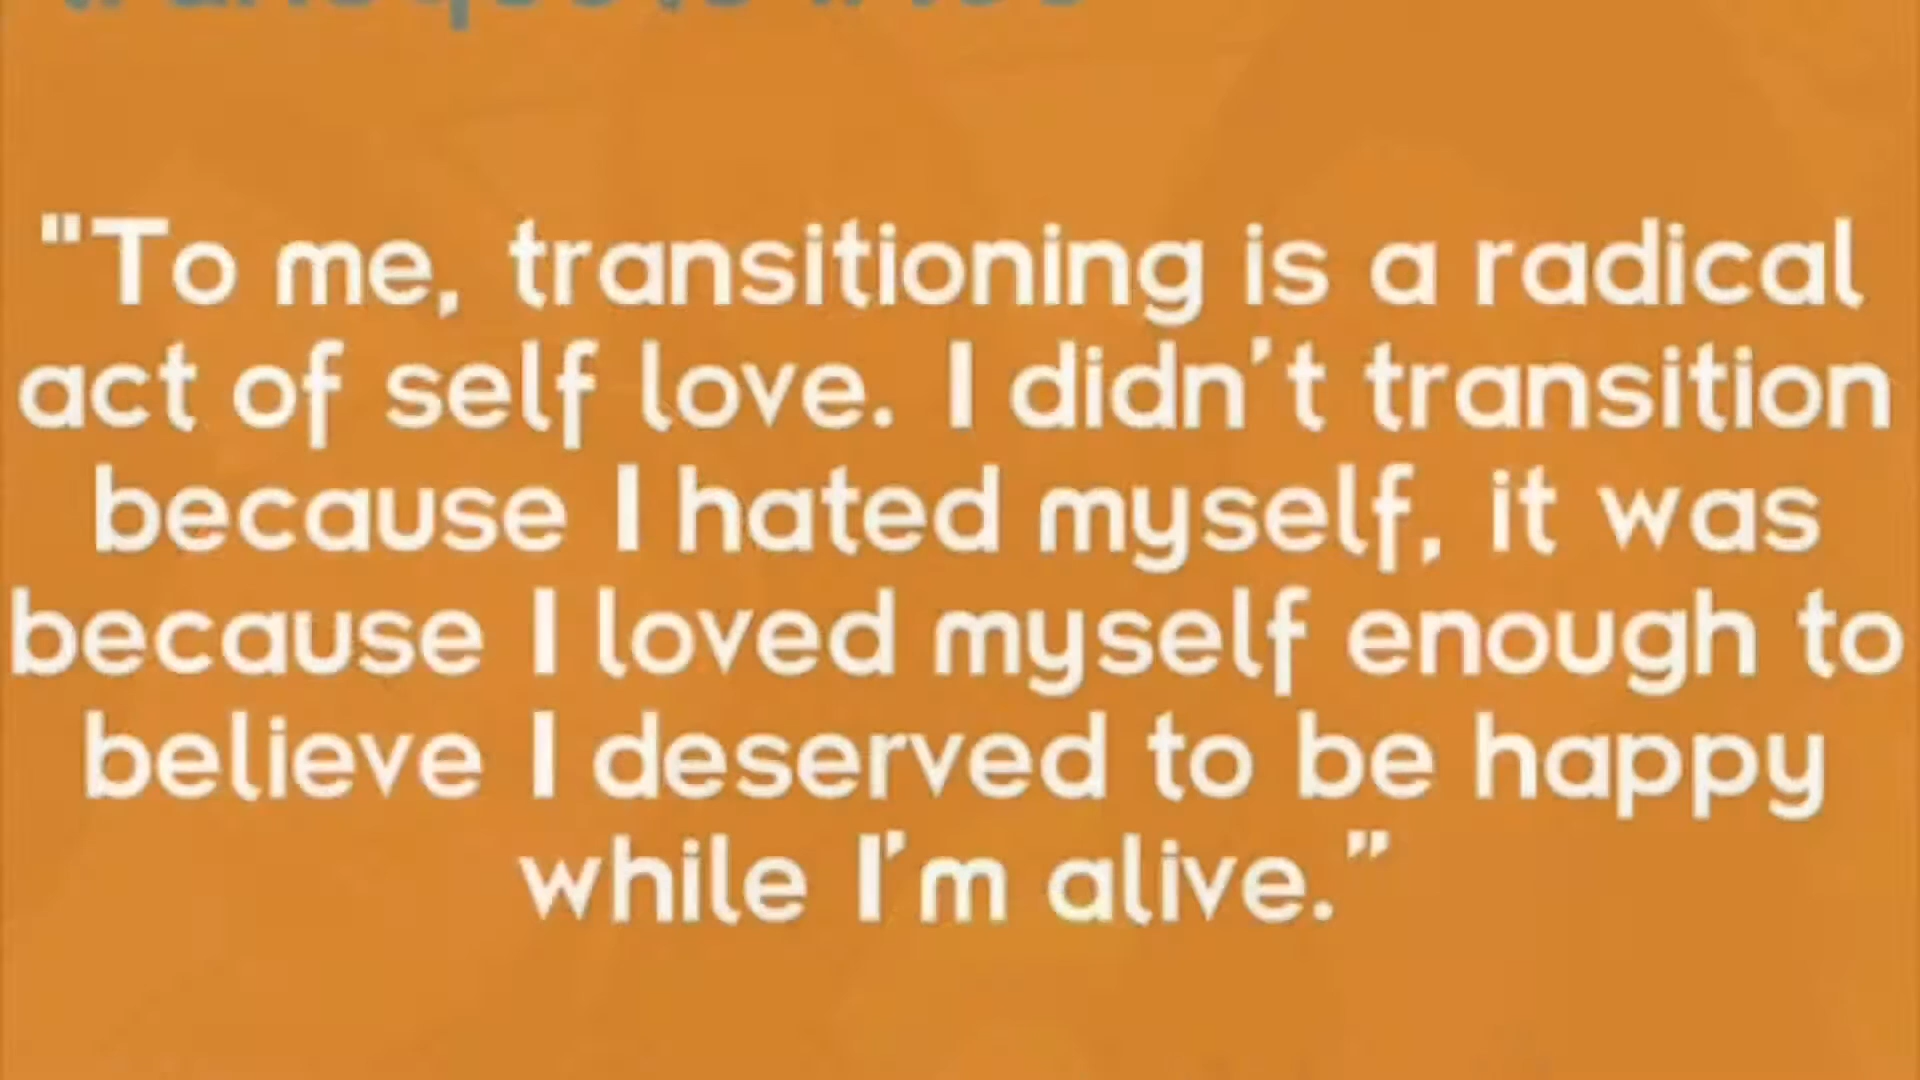 "To me, transitioning is a radical
act of self love. I didn't transition
because I hated myself, it was
because I loved myself enough to
believe I deserved to be happy
while I'm alive.”